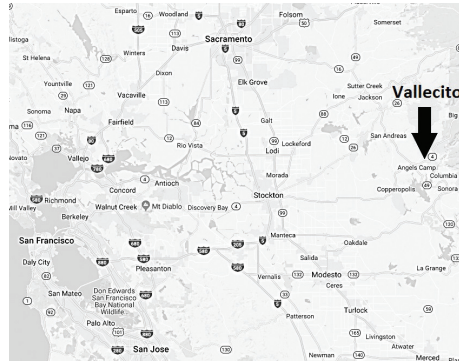 Esparto
Woodland
Folsom
Somerset
Sacramento
Winters
Davis
St Helena
Dixon
Elk Grove
Sutter Creek
Ione
Jackson
Vallecito
Yountville
Vacaville
Sonoma
Napa
Fairfield
Galt
San Andreas
Rio Vista
Lockeford
Lodi
Vallejo
Angels Camp
Columbia
Morada
Antioch
Concord
Copperopolis
Sonora
Richmond
Stockton
Walnut Creek
Mt Diablo
Discovery Bay
Berkeley
San Francisco
Manteca
Oakdale
Daly City
Pleasanton
Salida
La Grange
Vernalis
Modesto
Ceres
San Mateo
Don Edwards
San Francisco
Bay National
Wildlife...
Palo Alto
Patterson
Turlock
Livingston
San Jose
Atwater
Newman
Merced